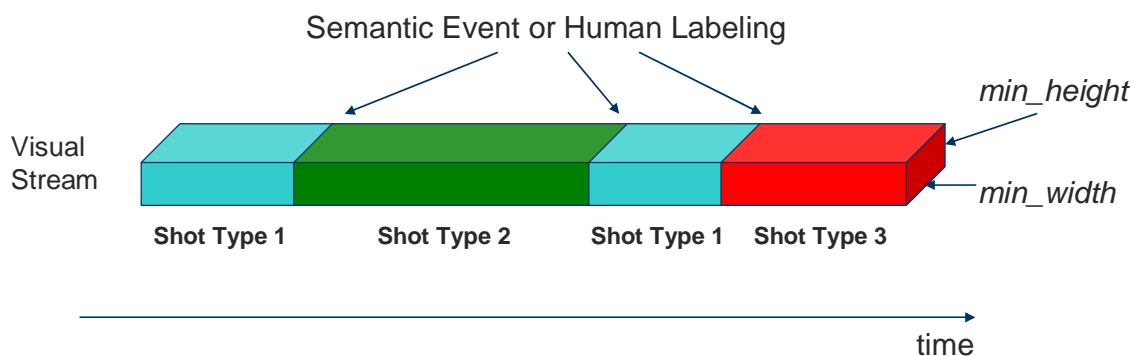 Semantic Event or Human Labeling
min_height
Visual
Stream
min_width
Shot Type 1
Shot Type 2
Shot Type 1
Shot Type 3
time